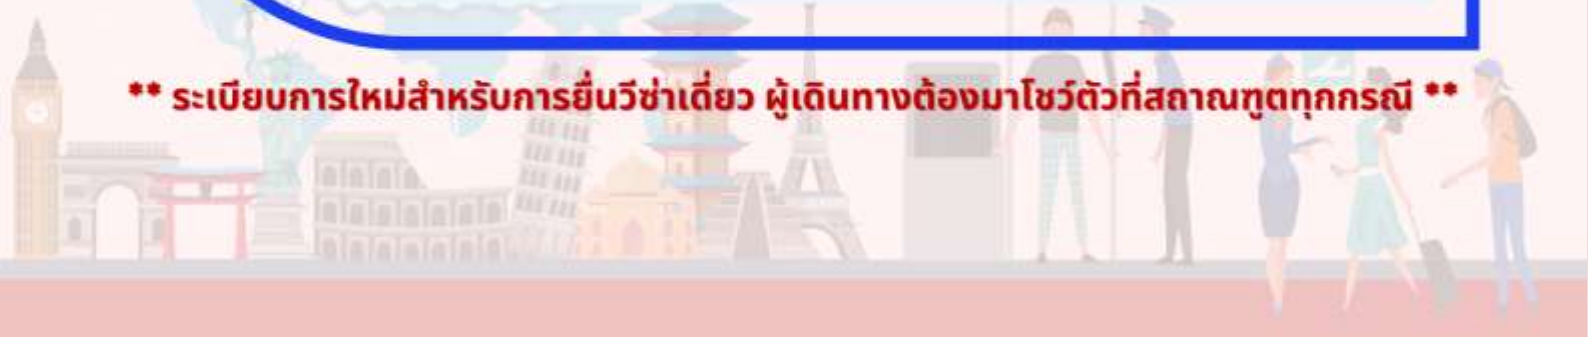 ** ระเบียบการใหม่สำหรับการยื่นวีซ่าเดี่ยว ผู้เดินทางต้องมาโชว์ตัวที่สถาณฑูตทุกกรณี **